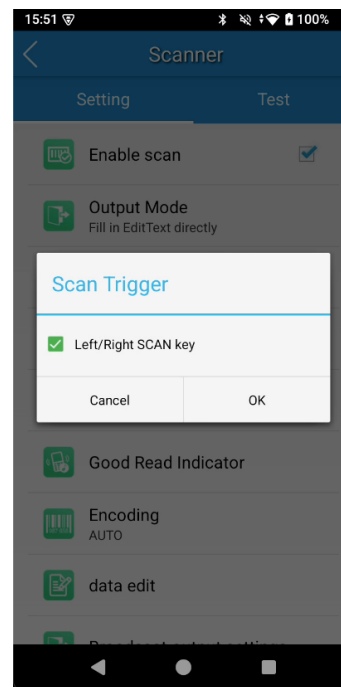 15:51
100%
Scanner
Setting
Test
Enable scan
Output Mode
Fill in EditText directly
Scan Trigger
Left/Right SCAN key
Cancel
OK
Good Read Indicator
Encoding
AUTO
data edit